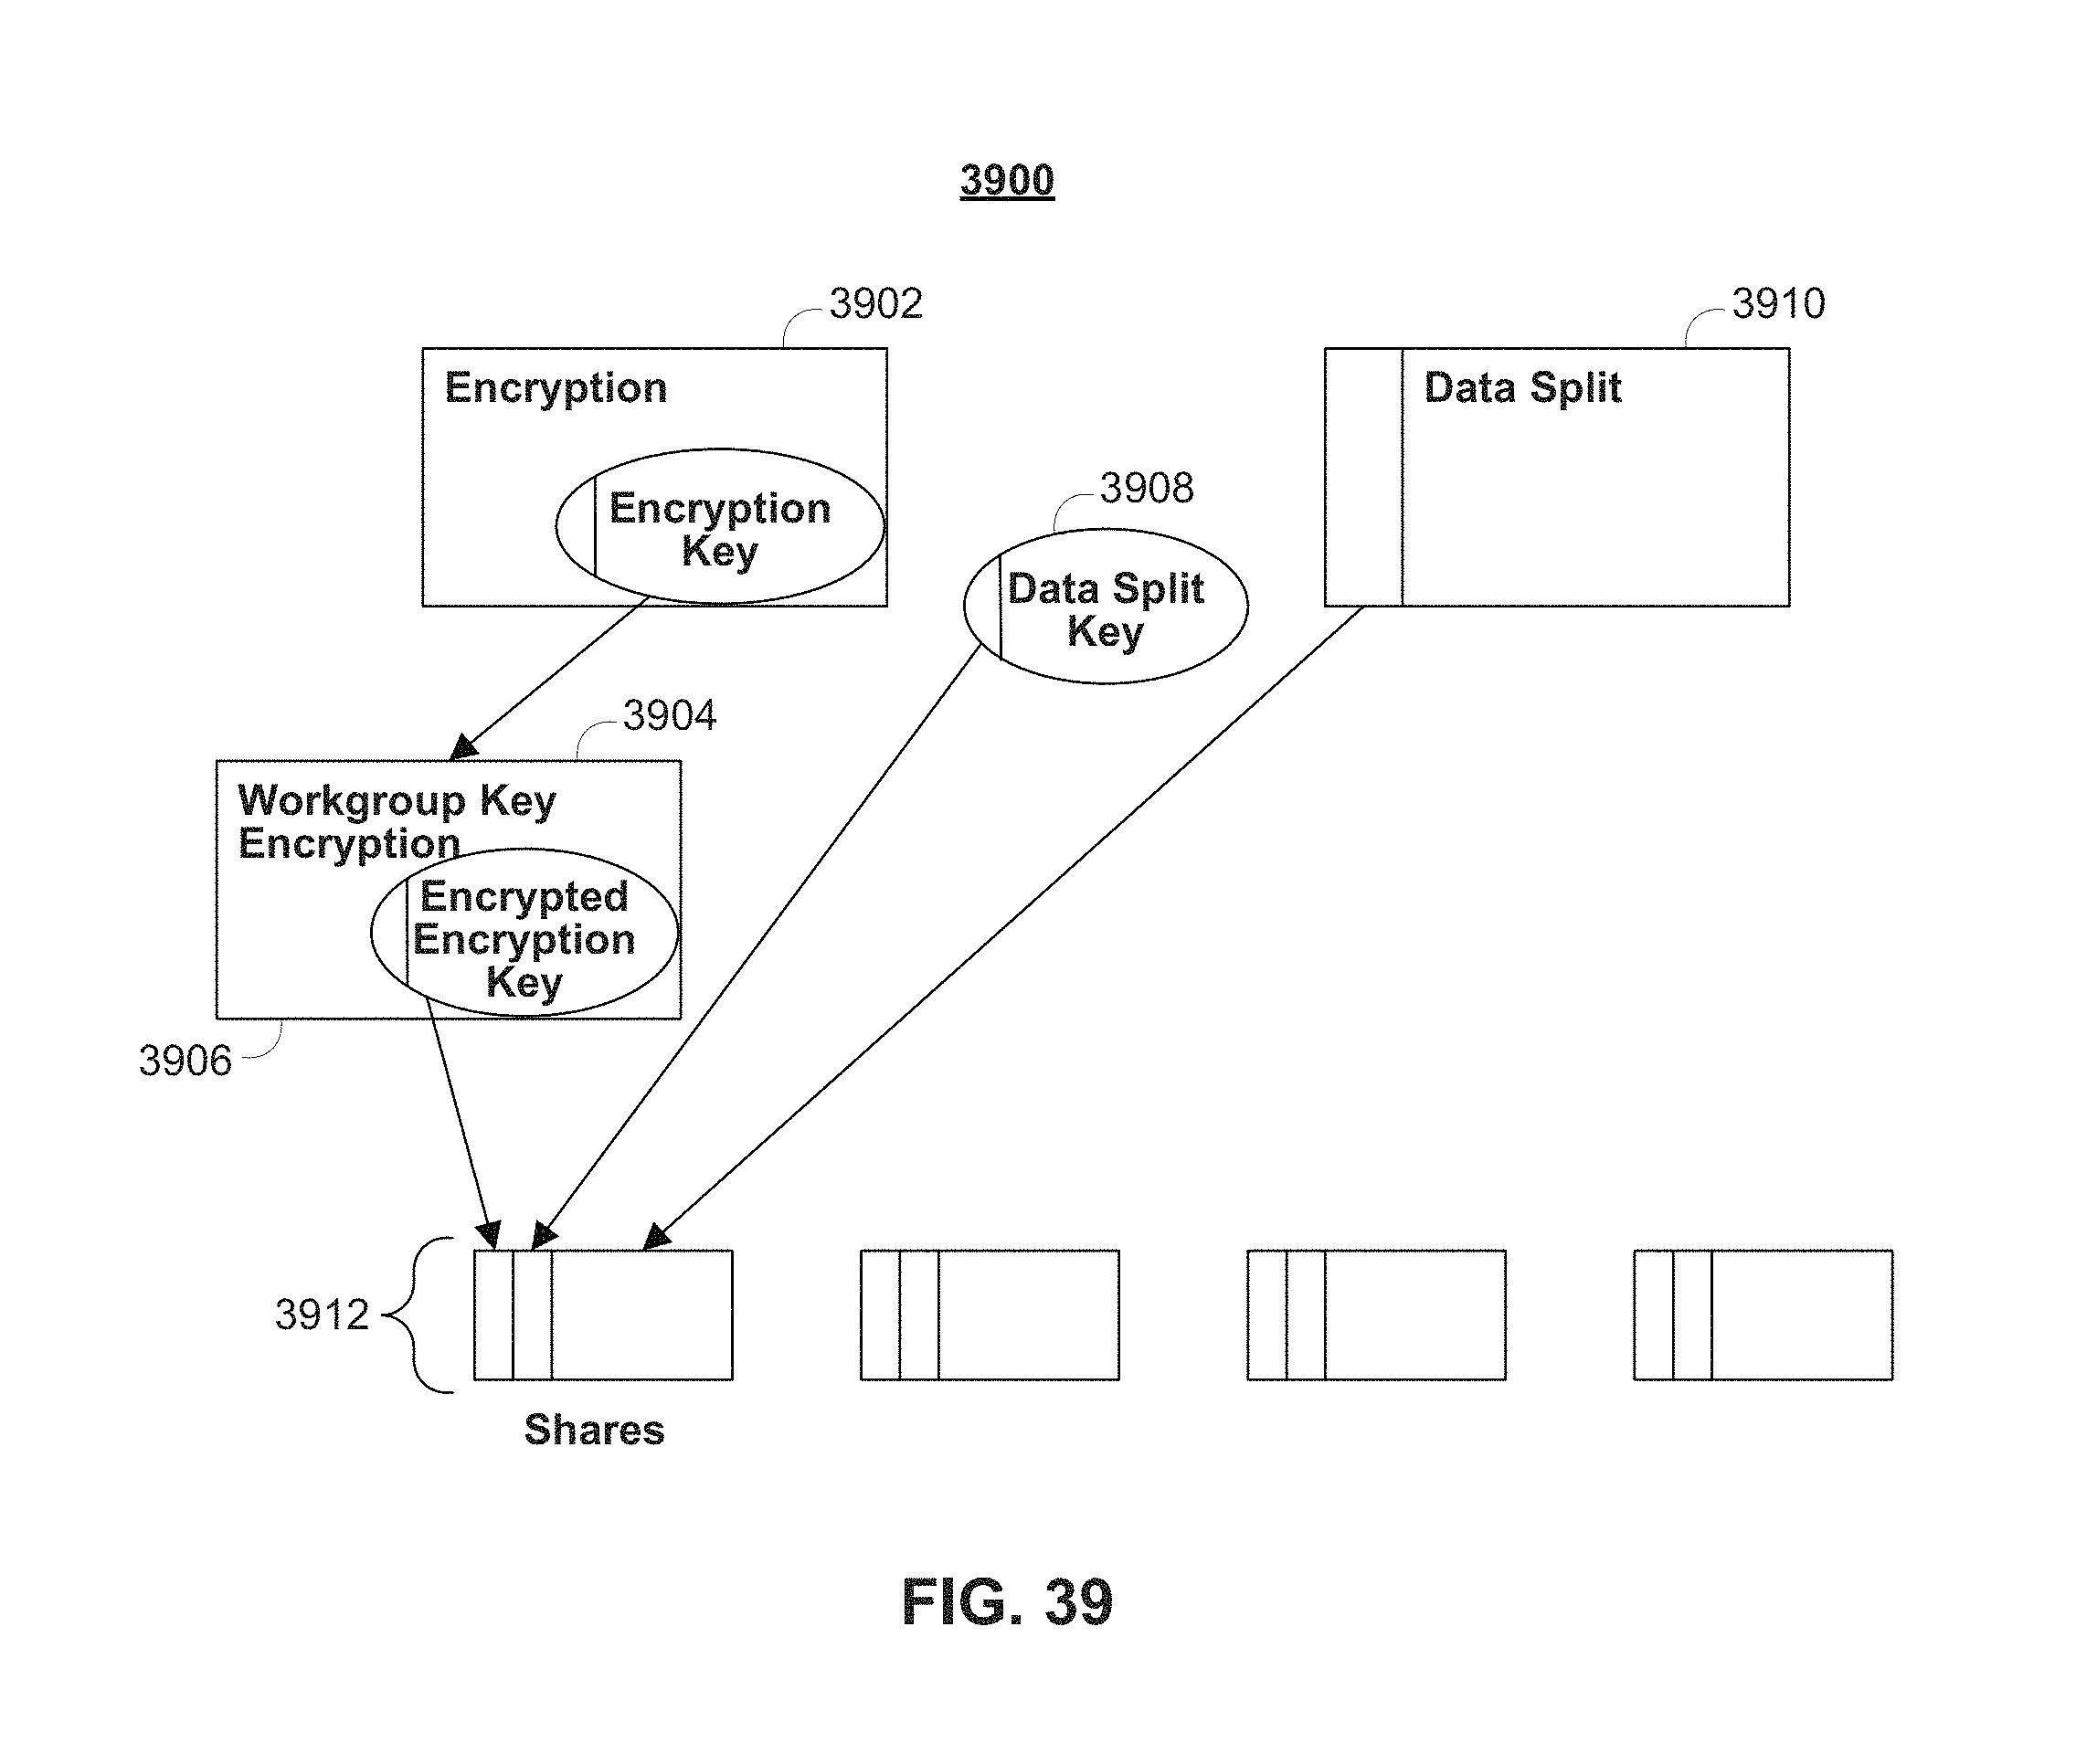 3900
3902
3910
Encryption
Data Split
3908
Encryption
Key
Data Split
Key
3904
Workgroup Key
Encryption
Encrypted
Encryption
Key
3906
3912
Shares
FIG. 39